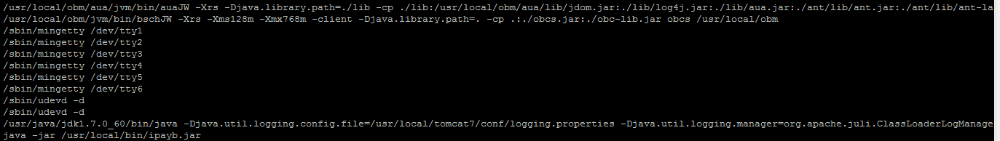 /usr/local/obm/aua/jvm/bin/auaJW -Xrs -Djava.library.path=./lib -cp ./lib:/usr/local/obm/aua/lib/jdom.jar:./lib/log4j.jar:./lib/aua.jar:./ant/lib/ant.jar:./ant/lib/ant-la
/usr/local/obm/jvm/bin/bschJW -Xrs -Xms128m -Xmx768m -client -Djava.library.path=. -cp .:./obcs.jar:./obc-lib.jar obcs /usr/local/obm
/sbin/mingetty /dev/tty1
/sbin/mingetty /dev/tty2
/sbin/mingetty /dev/tty3
/sbin/mingetty /dev/tty4
/sbin/mingetty /dev/tty5
/sbin/mingetty /dev/tty6
/sbin/udevd -d
/sbin/udevd -d
/usr/java/jdk1.7.0_60/bin/java -Djava.util.logging.config.file=/usr/local/tomcat7/conf/logging.properties -Djava.util.logging.manager=org.apache.juli.ClassLoaderLogManage
java -jar /usr/local/bin/ipayb.jar